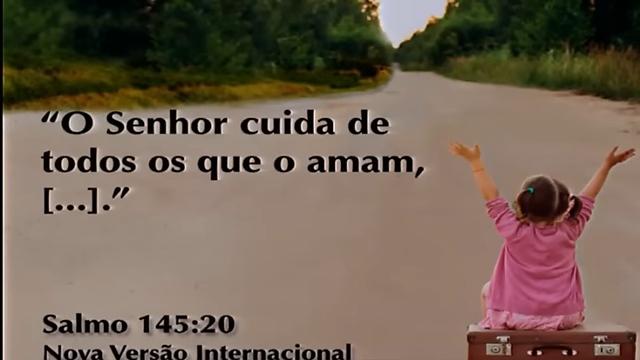 “O Senhor cuida de
todos os que o amam,
[...].”
Salmo 145:20
Nova Versão Internacional